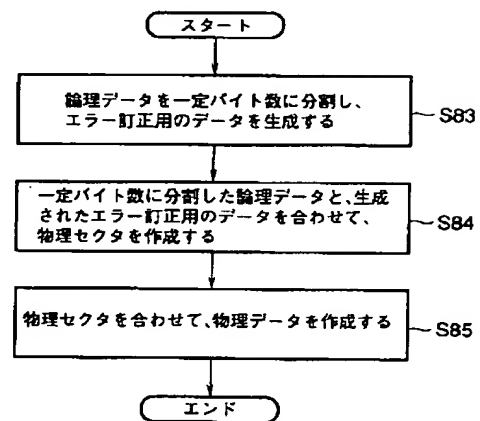 スタート
論理データを一定バイト数に分割し、
エラー訂正用のデータを生成する
S83
一定バイト数に分割した論理データと、生成
されたエラー訂正用のデータを合わせて、
物理セクタを作成する
S84
物理セクタを合わせて、物理データを作成する
S85
エンド